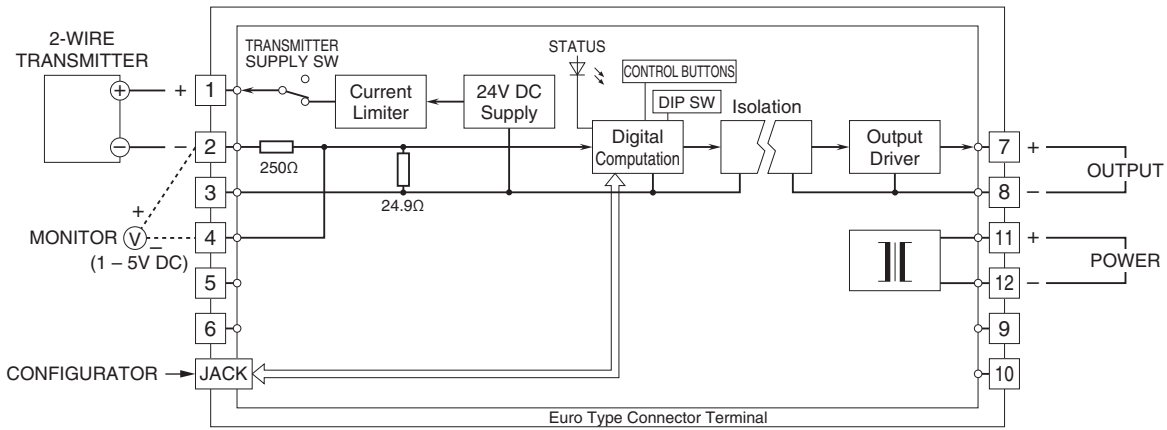 2-WIRE
TRANSMITTER
+
−
+
−
1
2
3
4
5
6
JACK
TRANSMITTER
SUPPLY SW
Current
Limiter
24V DC
Supply
250Ω
24.9Ω
STATUS
CONTROL BUTTONS
DIP SW
Digital
Computation
Isolation
Output
Driver
7
8
11
12
9
10
+
−
OUTPUT
+
−
POWER
+
MONITOR
V
−
(1 – 5V DC)
CONFIGURATOR
Euro Type Connector Terminal